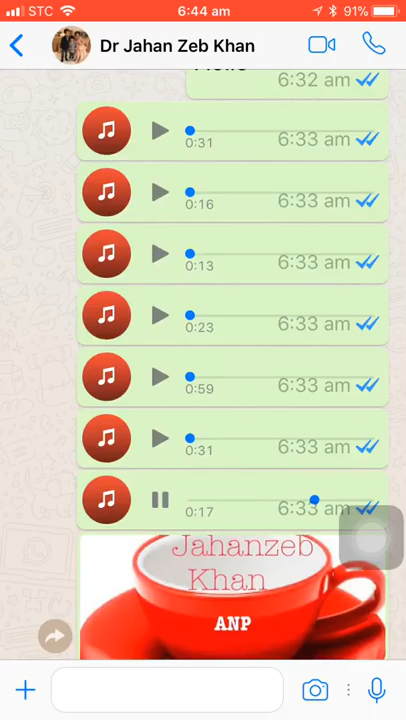 STC 6:44 am 91%
Dr Jahan Zeb Khan
Hello
6:32 am
0:31 6:33 am
0:16 6:33 am
0:13 6:33 am
0:23 6:33 am
0:59 6:33 am
0:31 6:33 am
0:17 6:33 am
Jahanzeb
Khan
ANP